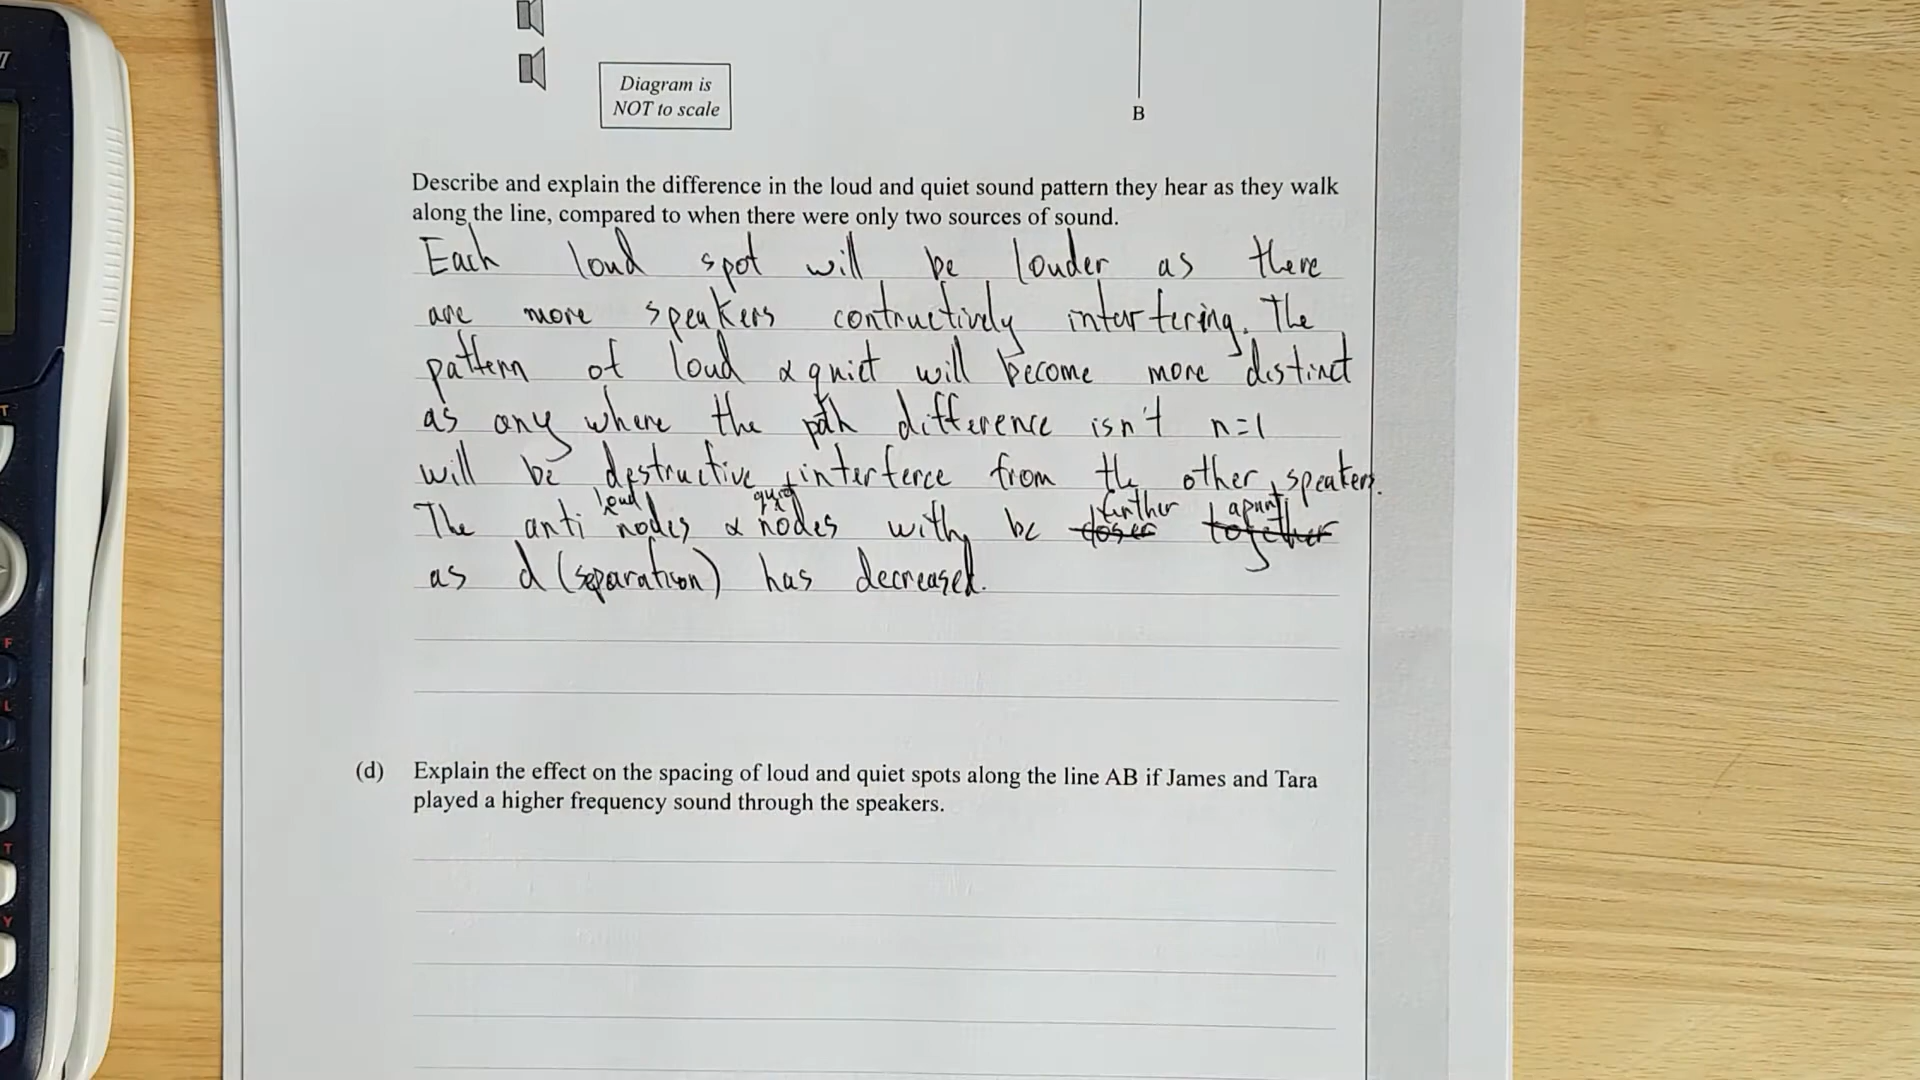 Diagram is
NOT to scale
B
Describe and explain the difference in the loud and quiet sound pattern they hear as they walk
along the line, compared to when there were only two sources of sound.
Each loud spot will be louder as there
are more speakers contructively interfering. The
pattern of loud & quiet will become more distinct
as any where the path difference isn't n=1
will be destructive interferce from the other speakers.
loud quiet further apart
The anti nodes & nodes with be closer together
as d (separation) has decreased.
(d) Explain the effect on the spacing of loud and quiet spots along the line AB if James and Tara
played a higher frequency sound through the speakers.
T
F
L
T
Y